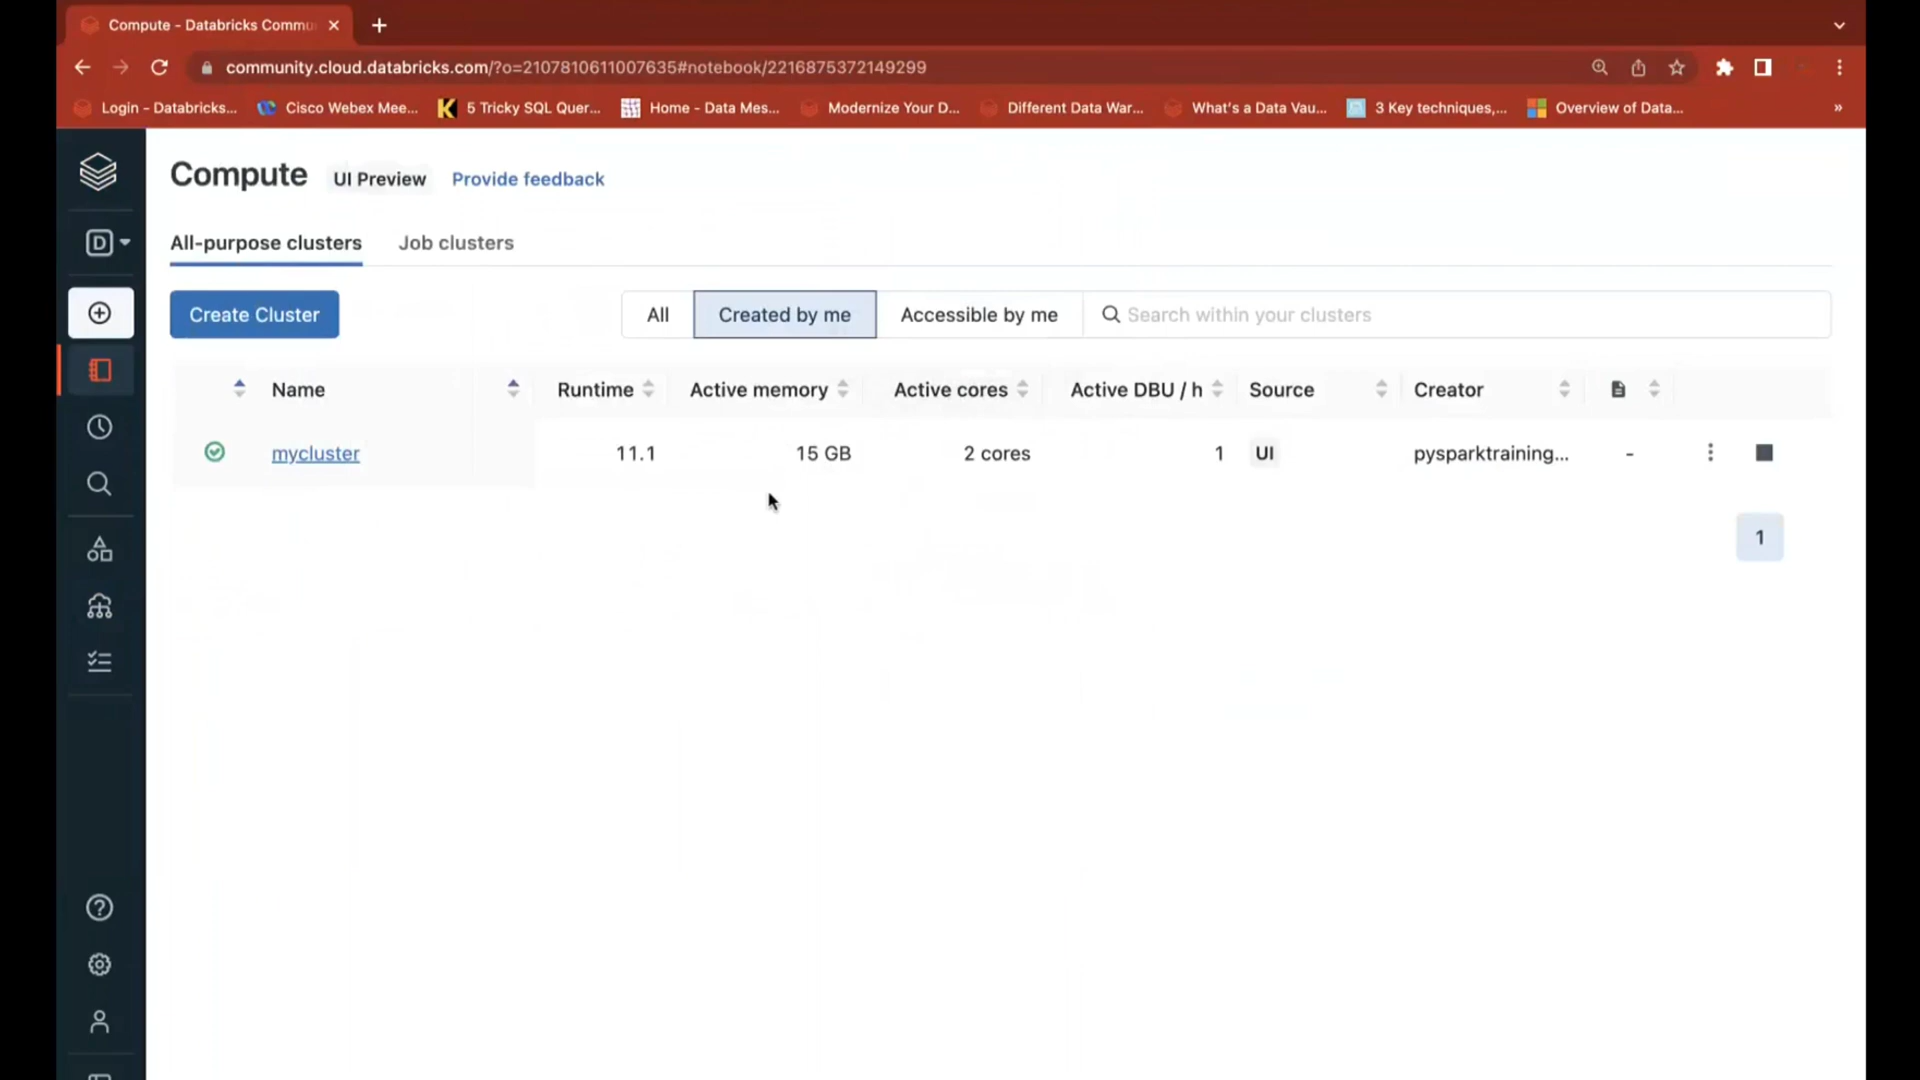 Compute - Databricks Commu
community.cloud.databricks.com/?o=2107810611007635#notebook/2216875372149299
Login – Databricks... Cisco Webex Mee... 5 Tricky SQL Quer... Home - Data Mes... Modernize Your D... Different Data War... What's a Data Vau... 3 Key techniques,... Overview of Data... »
Compute UI Preview Provide feedback
D
All-purpose clusters Job clusters
Create Cluster All Created by me Accessible by me Search within your clusters
Name Runtime Active memory Active cores Active DBU / h Source Creator
mycluster 11.1 15 GB 2 cores 1 UI pysparktraining... -
1